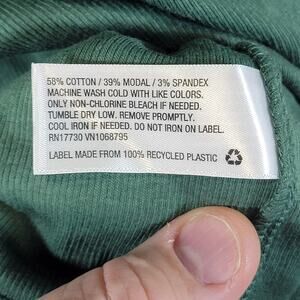 58% COTTON / 39% MODAL / 3% SPANDEX
MACHINE WASH COLD WITH LIKE COLORS.
ONLY NON-CHLORINE BLEACH IF NEEDED.
TUMBLE DRY LOW. REMOVE PROMPTLY.
COOL IRON IF NEEDED. DO NOT IRON ON LABEL.
RN17730 VN1068795
LABEL MADE FROM 100% RECYCLED PLASTIC